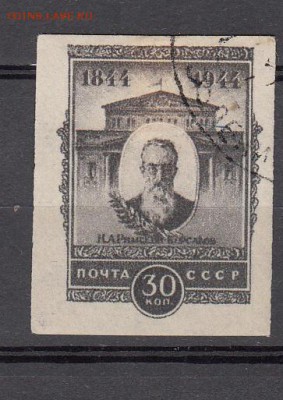 1844 1944
Н.А.Римский-Корсаков
ПОЧТА СССР
30
КОП.